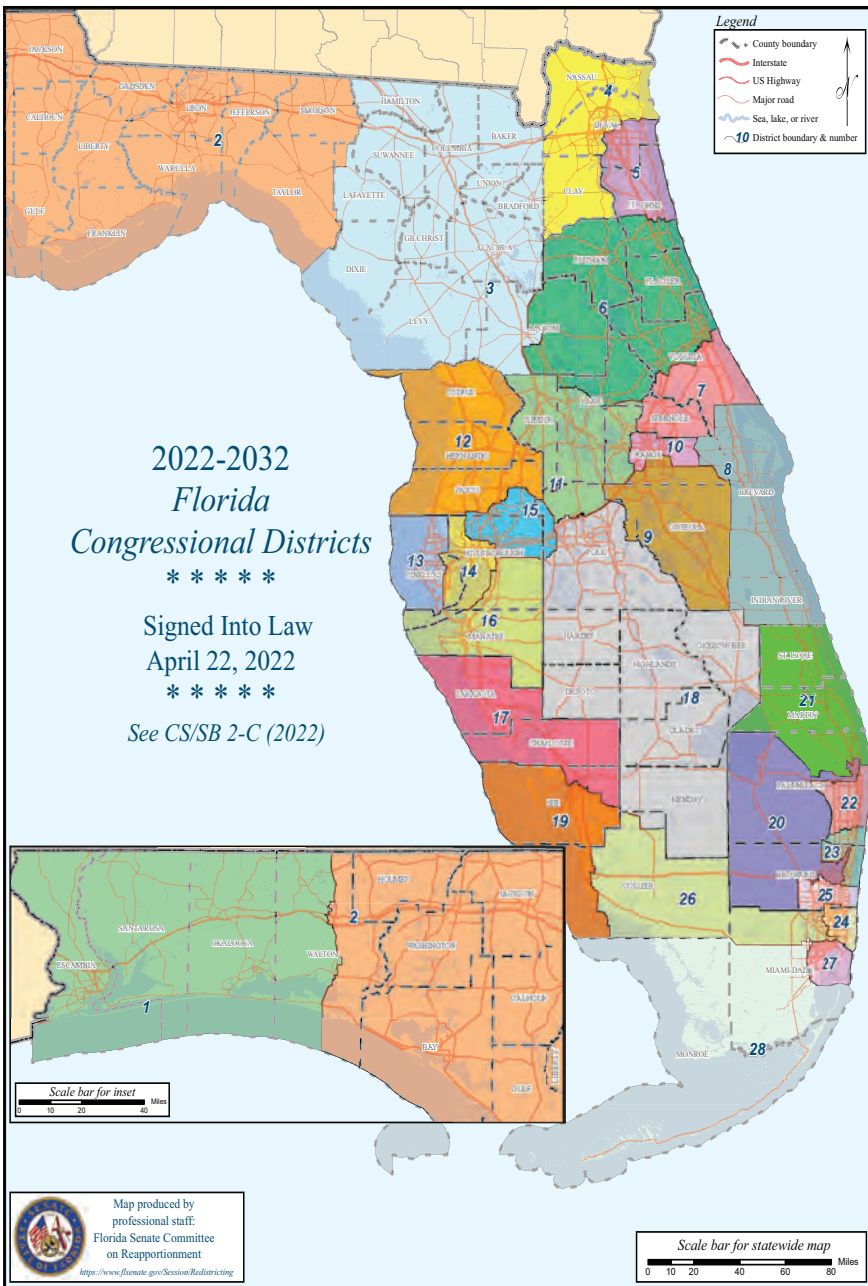 Legend
County boundary
Interstate
US Highway
Major road
Sea, lake, or river
10 District boundary & number
N
JACKSON
GADSDEN
CALHOUN
LEON
JEFFERSON
MADISON
LIBERTY
2
WAKULLA
TAYLOR
GULF
FRANKLIN
HAMILTON
NASSAU
4
DUVAL
BAKER
COLUMBIA
SUWANNEE
UNION
5
LAFAYETTE
BRADFORD
CLAY
ST. JOHNS
GILCHRIST
ALACHUA
PUTNAM
FLAGLER
DIXIE
3
6
LEVY
MARION
VOLUSIA
CITRUS
LAKE
7
SUMTER
SEMINOLE
12
HERNANDO
10
ORANGE
8
PASCO
11
BREVARD
15
OSCEOLA
9
POLK
HILLSBOROUGH
13
PINELLAS
14
INDIAN RIVER
16
MANATEE
HARDEE
OKEECHOBEE
ST. LUCIE
HIGHLANDS
SARASOTA
DESOTO
18
21
MARTIN
17
GLADES
CHARLOTTE
PALM BEACH
22
LEE
HENDRY
19
20
23
BROWARD
COLLIER
26
25
24
27
MIAMI-DADE
MONROE
28
2022-2032
Florida
Congressional Districts
* * * * *
Signed Into Law
April 22, 2022
* * * * *
See CS/SB 2-C (2022)
HOLMES
JACKSON
2
SANTA ROSA
OKALOOSA
WASHINGTON
WALTON
ESCAMBIA
CALHOUN
1
BAY
LIBERTY
GULF
Scale bar for inset
Miles
0 10 20 40
Map produced by
professional staff:
Florida Senate Committee
on Reapportionment
https://www.flsenate.gov/Session/Redistricting
Scale bar for statewide map
Miles
0 10 20 40 60 80